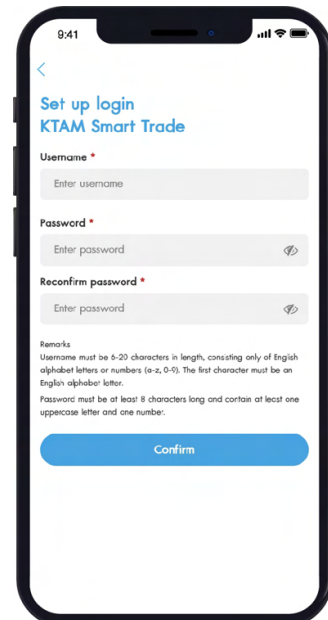 9:41
Set up login
KTAM Smart Trade
Username *
Enter username
Password *
Enter password
Reconfirm password *
Enter password
Remarks
Username must be 6-20 characters in length, consisting only of English
alphabet letters or numbers (a-z, 0-9). The first character must be an
English alphabet letter.
Password must be at least 8 characters long and contain at least one
uppercase letter and one number.
Confirm